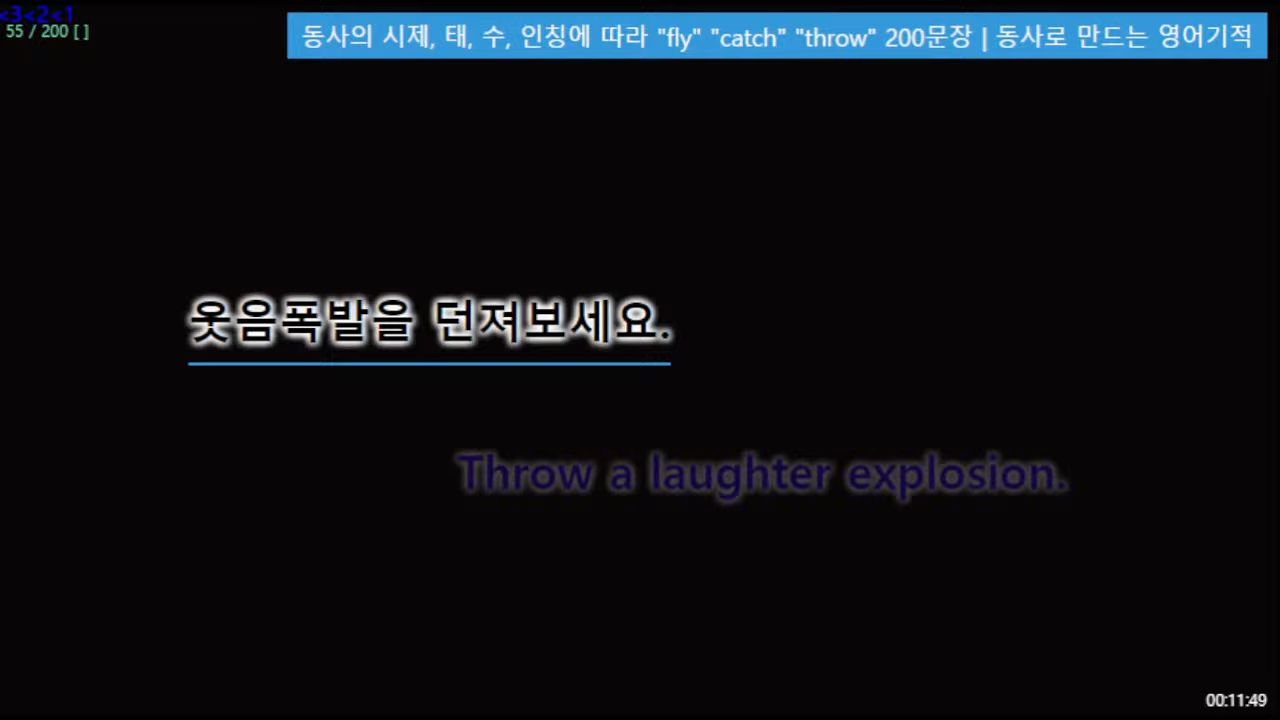 <3<2<1
55 / 200 [ ]
동사의 시제, 태, 수, 인칭에 따라 "fly" "catch" "throw" 200문장 | 동사로 만드는 영어기적
웃음폭발을 던져보세요.
Throw a laughter explosion.
00:11:49